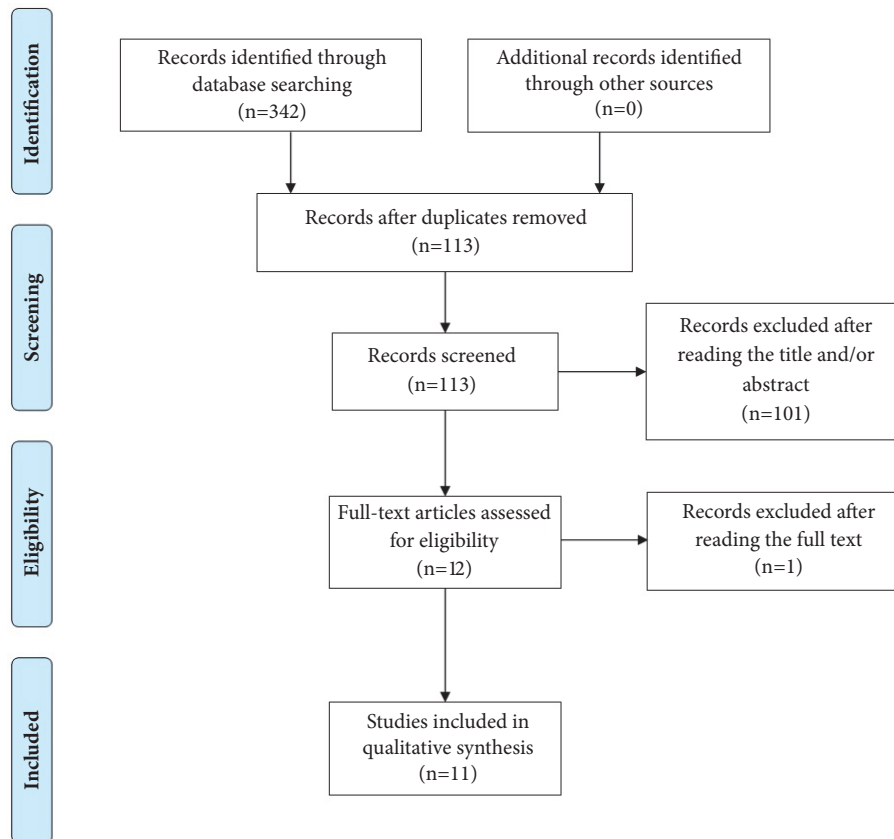 Identification
Records identified through
database searching
(n=342)
Additional records identified
through other sources
(n=0)
Records after duplicates removed
(n=113)
Screening
Records screened
(n=113)
Records excluded after
reading the title and/or
abstract
(n=101)
Eligibility
Full-text articles assessed
for eligibility
(n=12)
Records excluded after
reading the full text
(n=1)
Included
Studies included in
qualitative synthesis
(n=11)